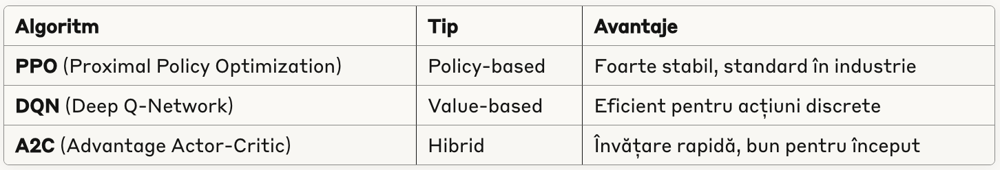 Algoritm Tip Avantaje
PPO (Proximal Policy Optimization) Policy-based Foarte stabil, standard în industrie
DQN (Deep Q-Network) Value-based Eficient pentru acțiuni discrete
A2C (Advantage Actor-Critic) Hibrid Învățare rapidă, bun pentru început